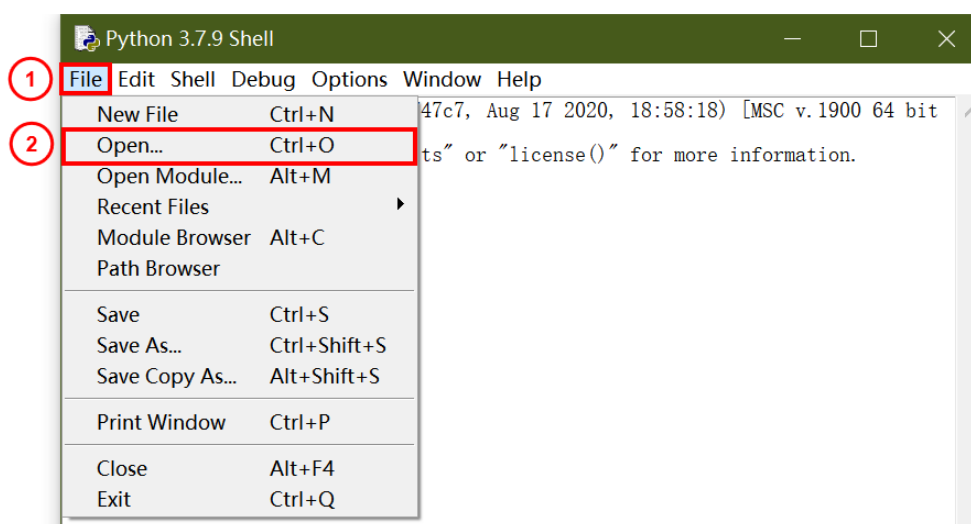 Python 3.7.9 Shell
1
File Edit Shell Debug Options Window Help
47c7, Aug 17 2020, 18:58:18) [MSC v.1900 64 bit
New File Ctrl+N
2
Open... Ctrl+O
ts" or "license()" for more information.
Open Module... Alt+M
Recent Files
Module Browser Alt+C
Path Browser
Save Ctrl+S
Save As... Ctrl+Shift+S
Save Copy As... Alt+Shift+S
Print Window Ctrl+P
Close Alt+F4
Exit Ctrl+Q